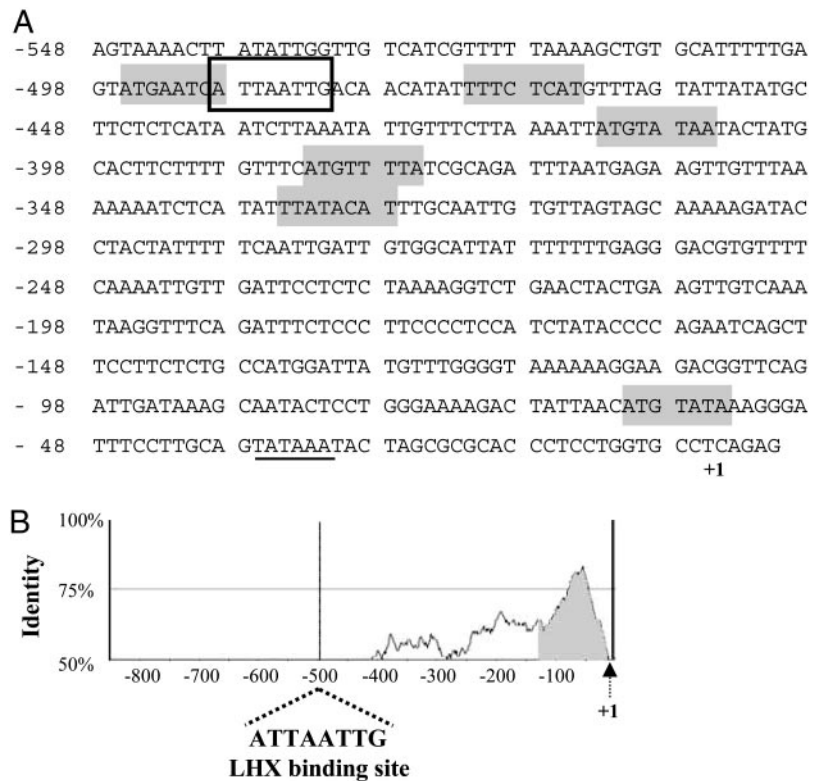 A
-548 AGTAAAACTT ATATTGGTTG TCATCGTTTT TAAAAGCTGT GCATTTTTGA
-498 GTATGAATCA TTAATTGACA ACATATTTTC TCATGTTTAG TATTATATGC
-448 TTCTCTCATA ATCTTAAATA TTGTTTCTTA AAATTATGTA TAATACTATG
-398 CACTTCTTTT GTTTCATGTT TTATCGCAGA TTTAATGAGA AGTTGTTTAA
-348 AAAAATCTCA TATTTATACA TTTGCAATTG TGTTAGTAGC AAAAAGATAC
-298 CTACTATTTT TCAATTGATT GTGGCATTAT TTTTTTGAGG GACGTGTTTT
-248 CAAAATTGTT GATTCCTCTC TAAAAGGTCT GAACTACTGA AGTTGTCAAA
-198 TAAGGTTTCA GATTTCTCCC TTCCCCTCCA TCTATACCCC AGAATCAGCT
-148 TCCTTCTCTG CCATGGATTA TGTTTGGGGT AAAAAAGGAA GACGGTTCAG
- 98 ATTGATAAAG CAATACTCCT GGGAAAAGAC TATTAACATG TATAAAGGGA
- 48 TTTCCTTGCA GTATAAATAC TAGCGCGCAC CCTCCTGGTG CCTCAGAG
+1
B
100%
75%
50%
Identity
-800 -700 -600 -500 -400 -300 -200 -100
+1
ATTAATTG
LHX binding site